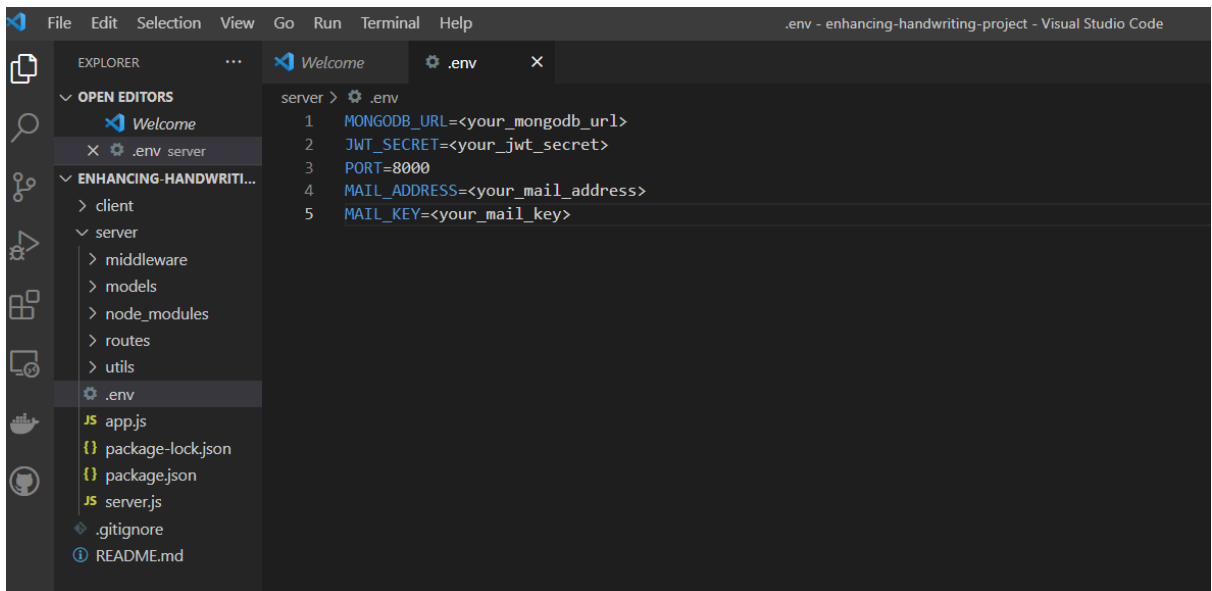 File Edit Selection View Go Run Terminal Help .env - enhancing-handwriting-project - Visual Studio Code
EXPLORER ...
OPEN EDITORS
Welcome
.env server
ENHANCING-HANDWRITI...
client
server
middleware
models
node_modules
routes
utils
.env
JS app.js
{} package-lock.json
{} package.json
JS server.js
.gitignore
README.md
Welcome .env
server > .env
1 MONGODB_URL=<your_mongodb_url>
2 JWT_SECRET=<your_jwt_secret>
3 PORT=8000
4 MAIL_ADDRESS=<your_mail_address>
5 MAIL_KEY=<your_mail_key>